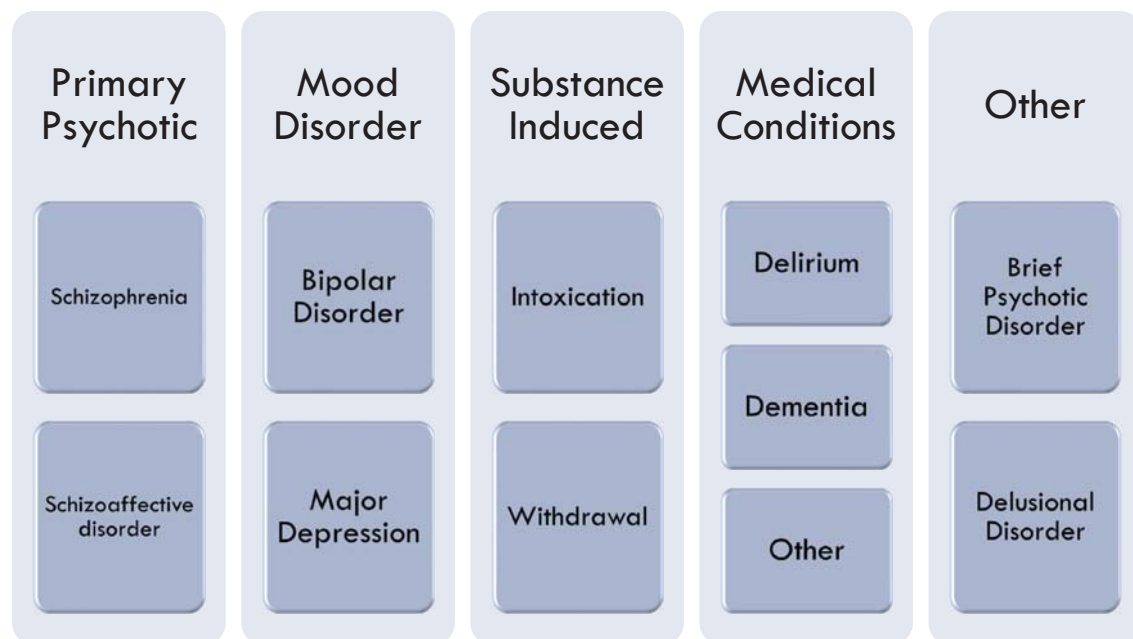 Primary
Psychotic
Schizophrenia
Schizoaffective
disorder
Mood
Disorder
Bipolar
Disorder
Major
Depression
Substance
Induced
Intoxication
Withdrawal
Medical
Conditions
Delirium
Dementia
Other
Other
Brief
Psychotic
Disorder
Delusional
Disorder